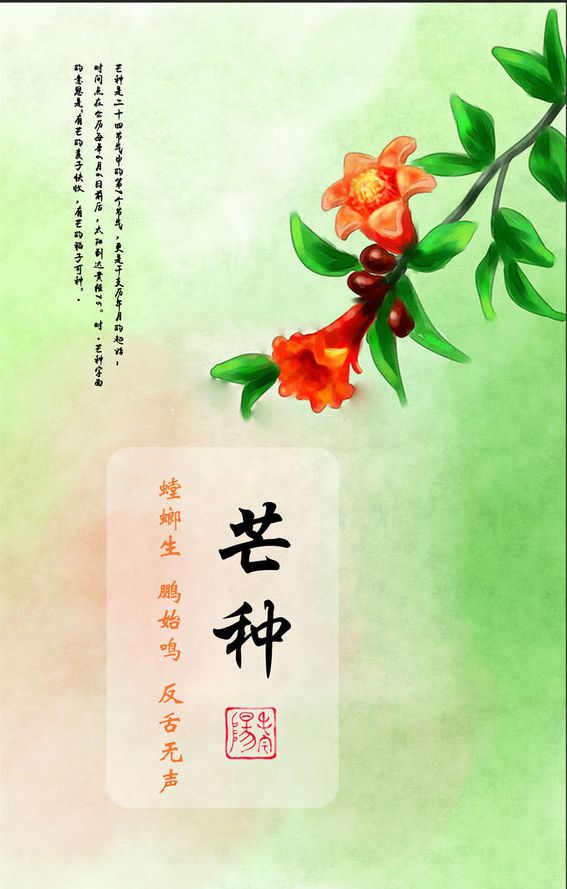 芒种是二十四节气中的第9个节气，更是干支历午月的起始；
时间点在公历每年6月6日前后，太阳到达黄经75°时。芒种字面
的意思是“有芒的麦子快收，有芒的稻子可种”。
芒种
螳螂生 鹏始鸣 反舌无声